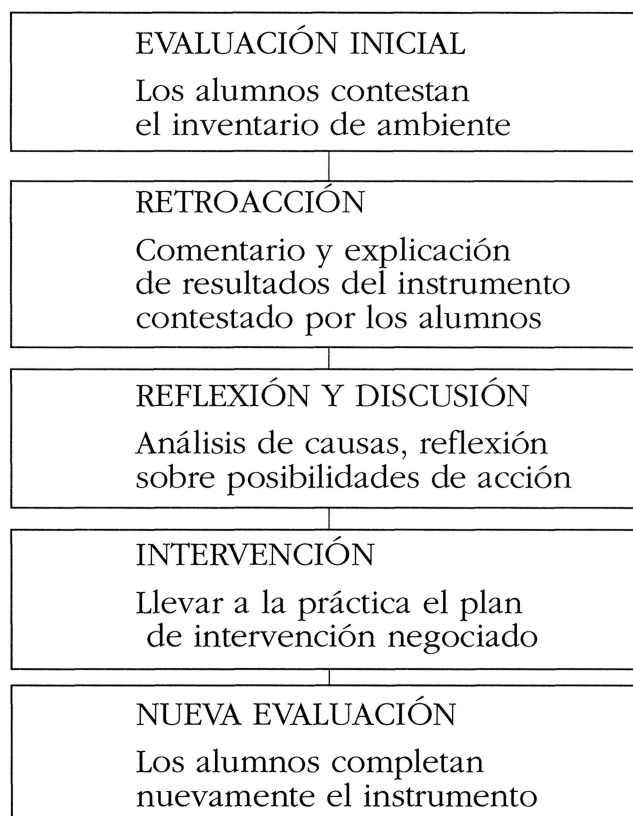 EVALUACIÓN INICIAL
Los alumnos contestan
el inventario de ambiente
RETROACCIÓN
Comentario y explicación
de resultados del instrumento
contestado por los alumnos
REFLEXIÓN Y DISCUSIÓN
Análisis de causas, reflexión
sobre posibilidades de acción
INTERVENCIÓN
Llevar a la práctica el plan
de intervención negociado
NUEVA EVALUACIÓN
Los alumnos completan
nuevamente el instrumento